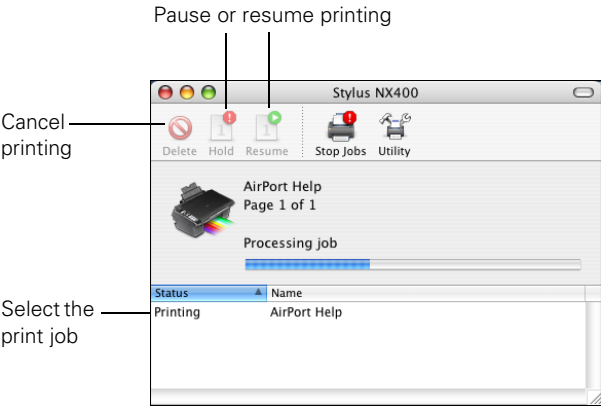 Pause or resume printing
Stylus NX400
Cancel
printing
Delete Hold Resume Stop Jobs Utility
AirPort Help
Page 1 of 1
Processing job
Status Name
Select the
print job
Printing AirPort Help